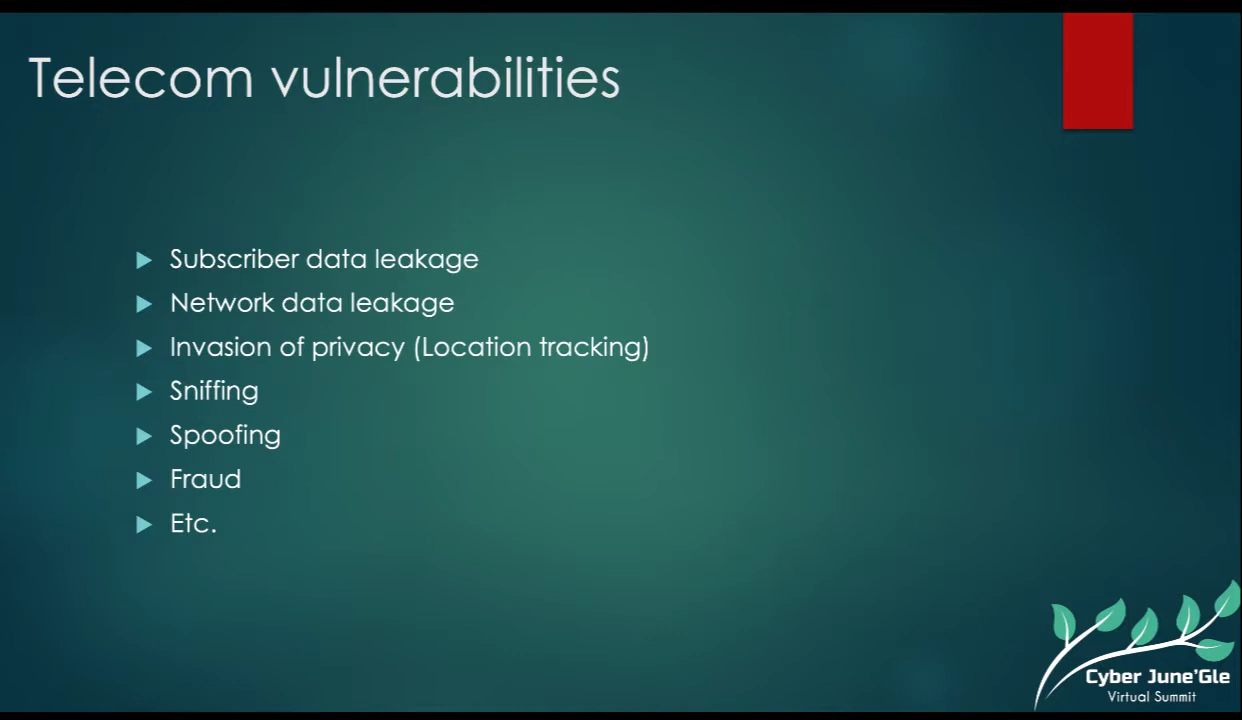 Telecom vulnerabilities
Subscriber data leakage
Network data leakage
Invasion of privacy (Location tracking)
Sniffing
Spoofing
Fraud
Etc.
Cyber June'Gle
Virtual Summit